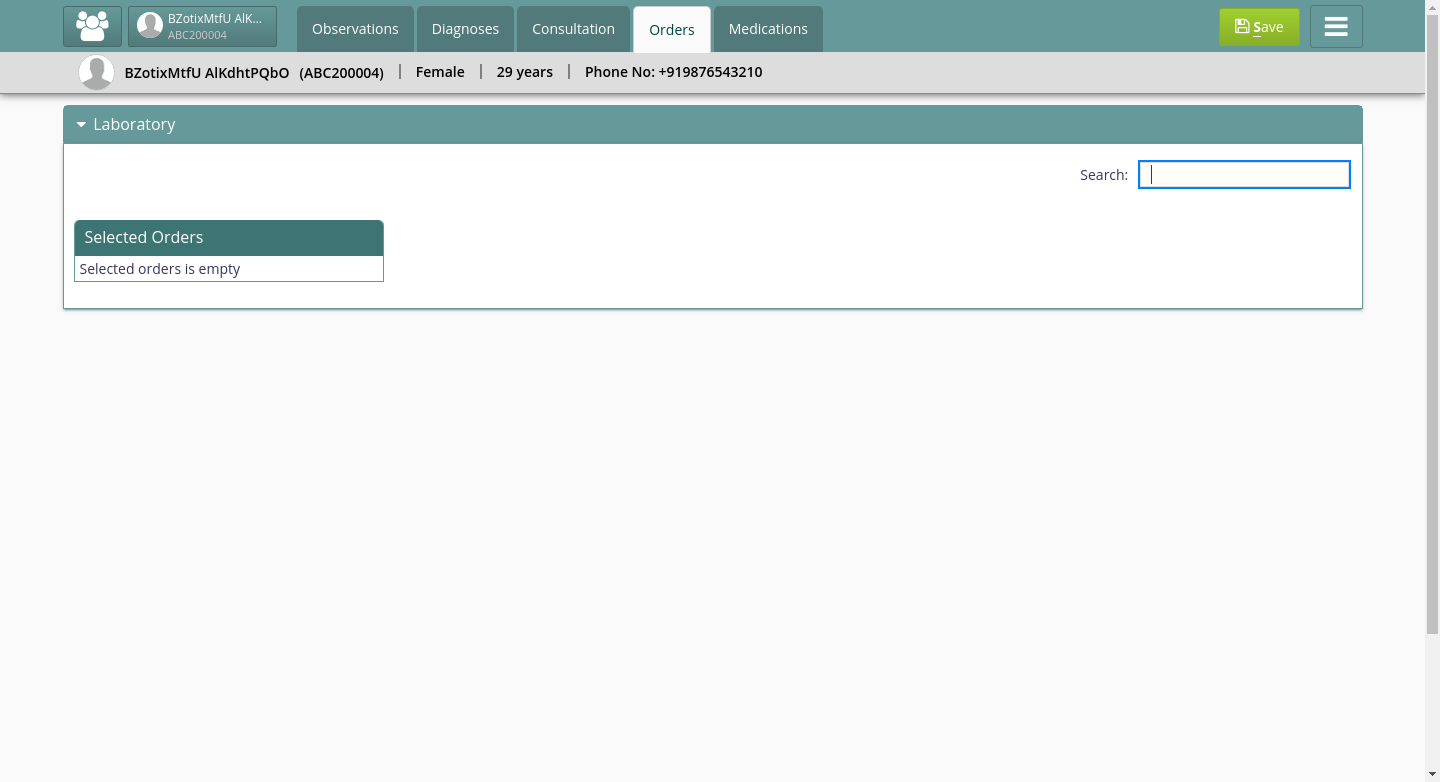 BZotixMtfU AlK...
ABC200004
Observations
Diagnoses
Consultation
Orders
Medications
Save
BZotixMtfU AlKdhtPQbO (ABC200004) | Female | 29 years | Phone No: +919876543210
Laboratory
Search:
Selected Orders
Selected orders is empty